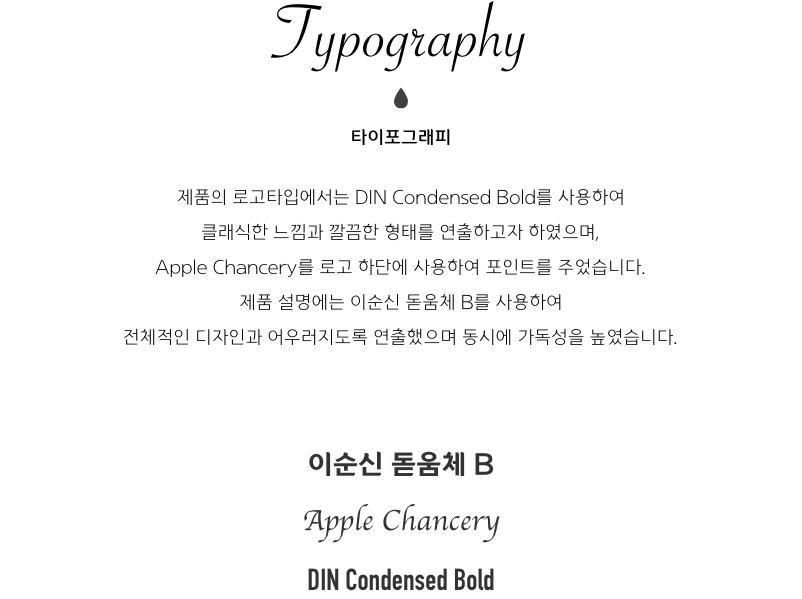 Typography
타이포그래피
제품의 로고타입에서는 DIN Condensed Bold를 사용하여
클래식한 느낌과 깔끔한 형태를 연출하고자 하였으며,
Apple Chancery를 로고 하단에 사용하여 포인트를 주었습니다.
제품 설명에는 이순신 돋움체 B를 사용하여
전체적인 디자인과 어우러지도록 연출했으며 동시에 가독성을 높였습니다.
이순신 돋움체 B
Apple Chancery
DIN Condensed Bold